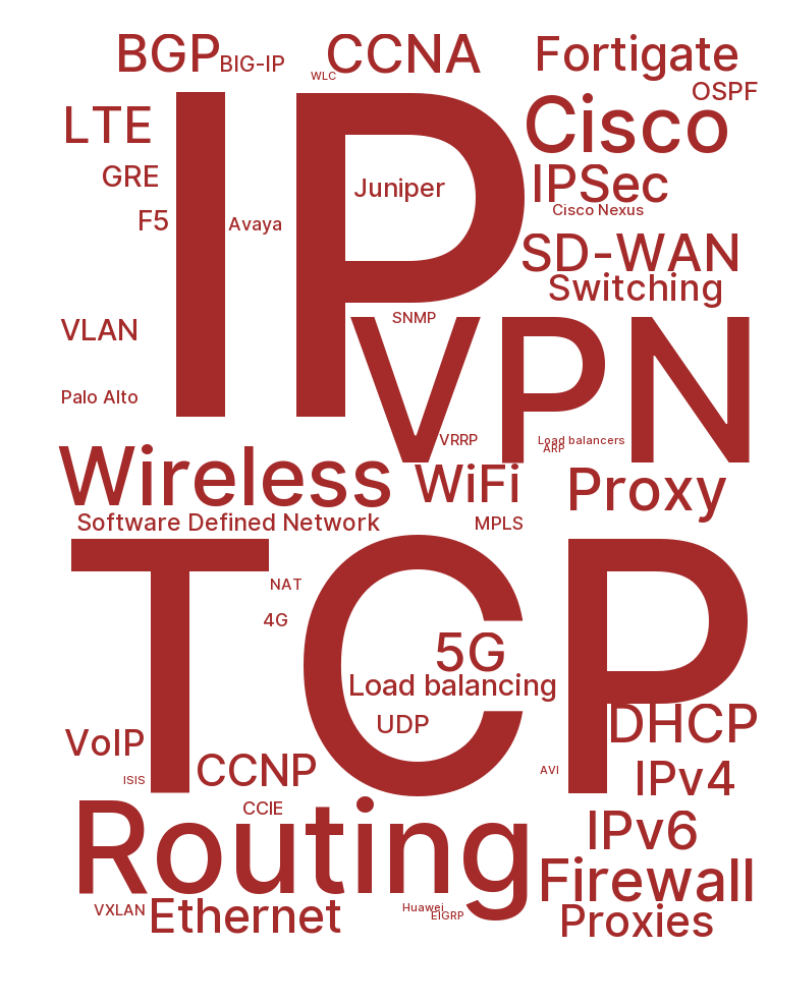 BGP
BIG-IP
WLC
CCNA
Fortigate
OSPF
LTE
IP
Cisco
GRE
Juniper
IPSec
Cisco Nexus
F5
Avaya
SD-WAN
Switching
VLAN
SNMP
VPN
Palo Alto
VRRP
Load balancers
ARP
Wireless
WiFi
Proxy
Software Defined Network
MPLS
TCP
NAT
4G
5G
Load balancing
UDP
DHCP
VoIP
ISIS
CCNP
AVI
IPv4
CCIE
Routing
IPv6
Firewall
VXLAN
Ethernet
Huawei
EIGRP
Proxies